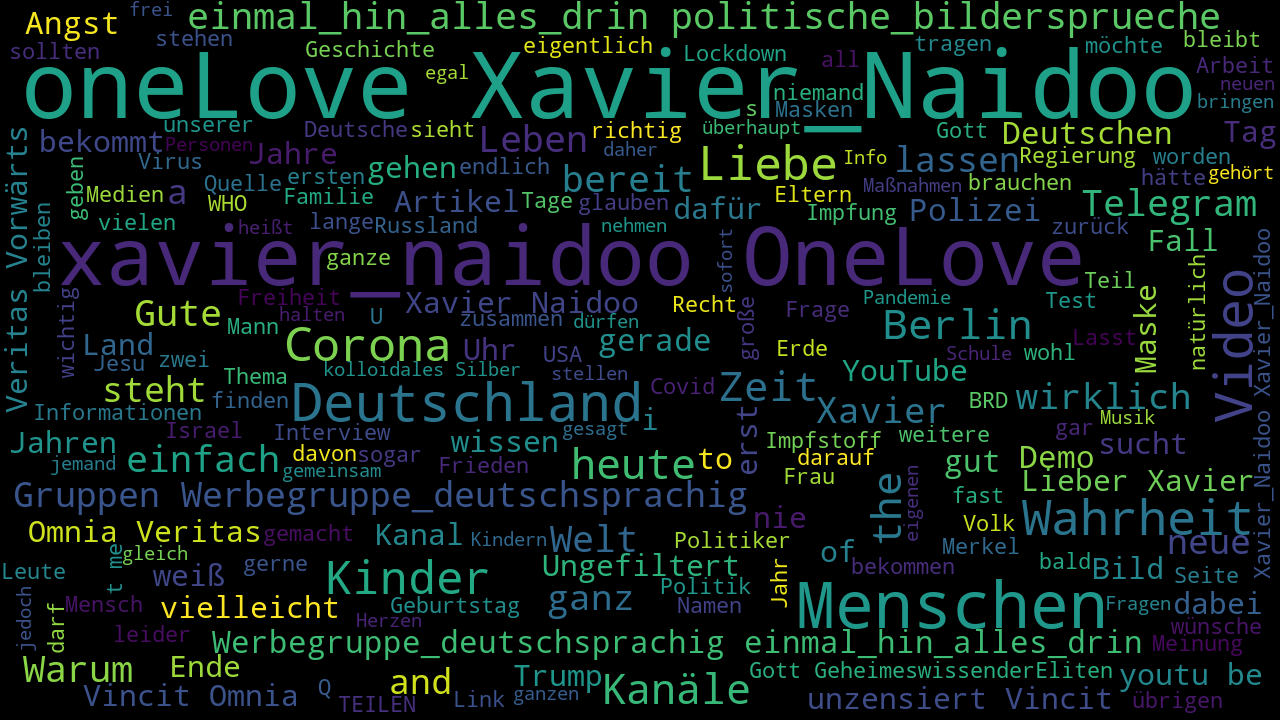 frei
Angst einmal_hin_alles_drin politische_bildersprueche
stehen
sollten Geschichte eigentlich Lockdown tragen möchte bleibt
oneLove Xavier_Naidoo
egal all Arbeit
niemand neuen
s Masken bringen
unserer
bekommt Personen Deutsche sieht Leben richtig überhaupt Gott Deutschen Tag
Virus Jahre gehen endlich daher Liebe Info lassen Regierung worden
Veritas Vorwärts
geben
Medien a Quelle ersten bereit Maßnahmen brauchen hätte gehört
WHO Familie Artikel Tage glauben dafür Eltern Impfung Polizei Telegram
vielen lange Russland nehmen zurück
heißt
bleiben
xavier_naidoo OneLove
ganze
sofort
Fall
Teil
natürlich
Video
Xavier_Naidoo Xavier_Naidoo
wichtig
Freiheit Xavier Naidoo Recht Frage Pandemie Test
Gute halten U zusammen dürfen große Berlin Maske
Mann
Land Corona Uhr USA gerade Erde Schule wohl Lasst
Jesu zwei kolloidales Silber YouTube
steht Thema stellen Covid Zeit BRD wirklich
Informationen finden Deutschland i Xavier Musik
Israel Interview gesagt erst Impfstoff weitere gar
Jahren davon sogar wissen darauf sucht
jemand einfach gemeinsam Frieden heute to Frau gut Demo
Lieber Xavier
Gruppen Werbegruppe_deutschsprachig the eigenen fast
Omnia Veritas gemacht Kanal Kindern Welt nie Volk Wahrheit
Politiker neue
t me gleich of Merkel
Leute weiß gerne Kinder Ungefiltert Jahr bekommen bald Bild Seite
Politik
jedoch darf Mensch vielleicht Geburtstag ganz Namen Menschen Fragen dabei
Herzen wünsche
leider Werbegruppe_deutschsprachig einmal_hin_alles_drin Meinung
Warum Ende Gott GeheimeswissenderEliten youtu be
Q and Trump
Vincit Omnia TEILEN Link ganzen Kanäle unzensiert Vincit übrigen